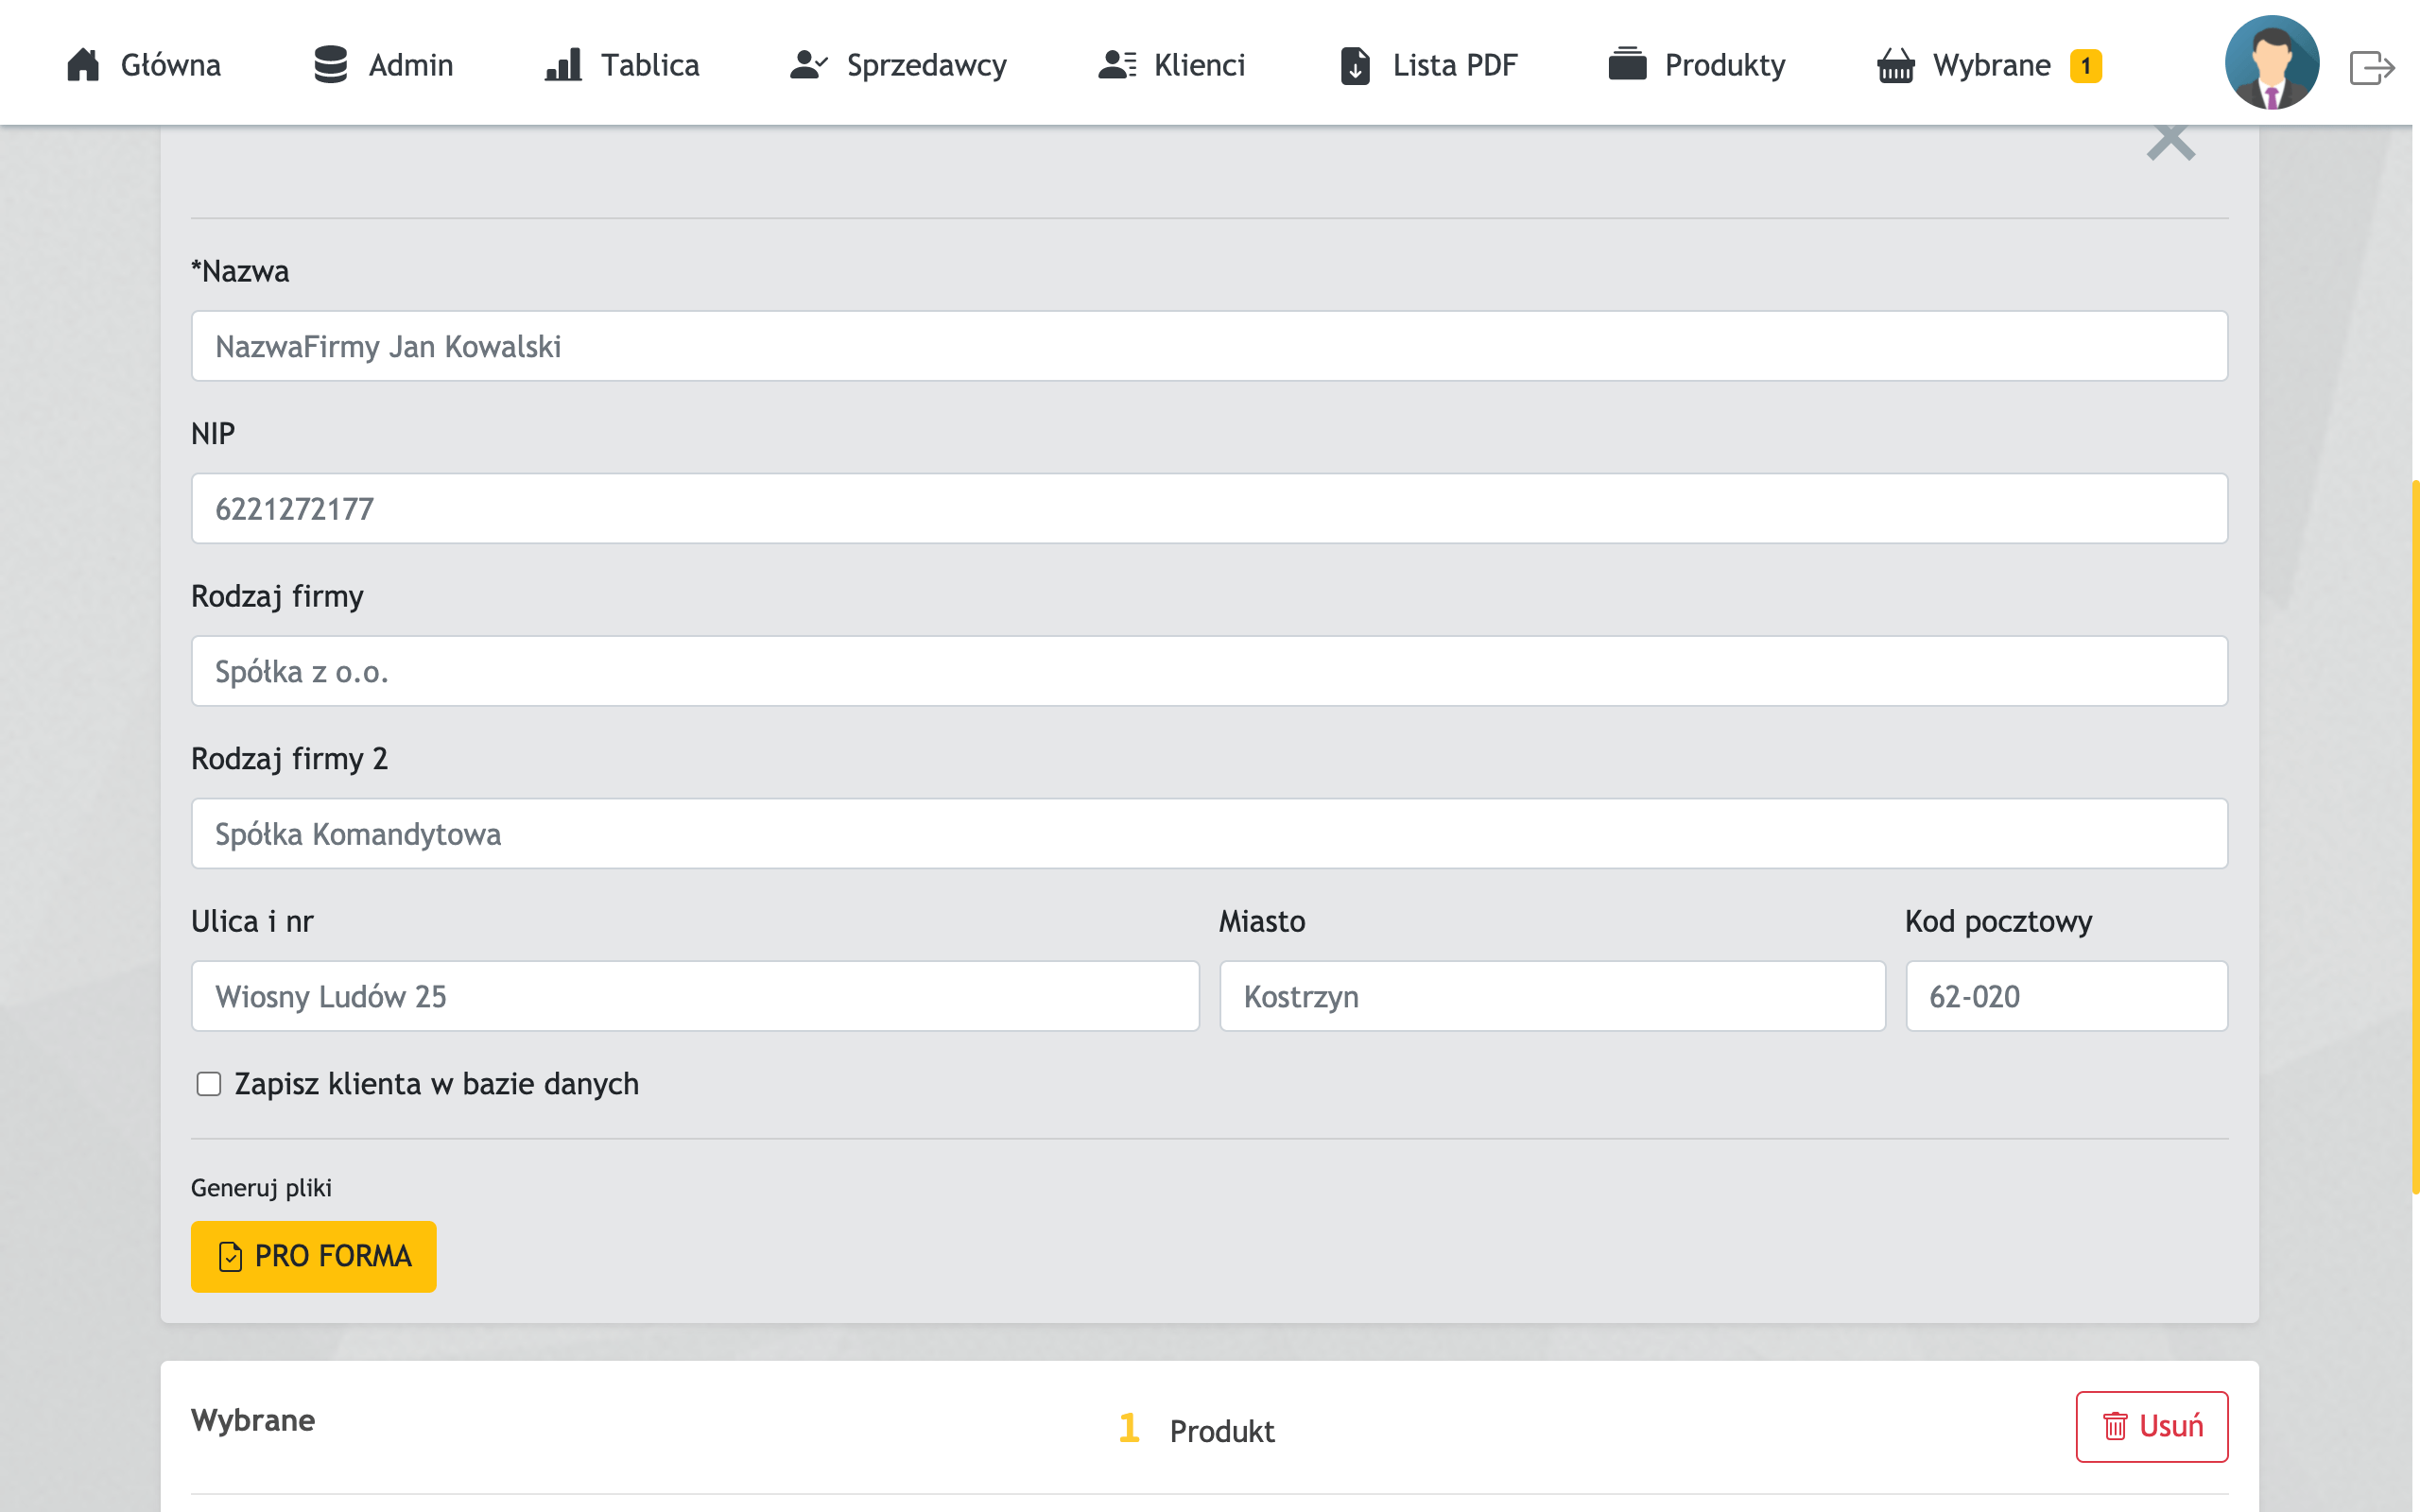 Główna Admin Tablica Sprzedawcy Klienci Lista PDF Produkty Wybrane 1
*Nazwa
NazwaFirmy Jan Kowalski
NIP
6221272177
Rodzaj firmy
Spółka z o.o.
Rodzaj firmy 2
Spółka Komandytowa
Ulica i nr Miasto Kod pocztowy
Wiosny Ludów 25 Kostrzyn 62-020
Zapisz klienta w bazie danych
Generuj pliki
PRO FORMA
Wybrane 1 Produkt Usuń